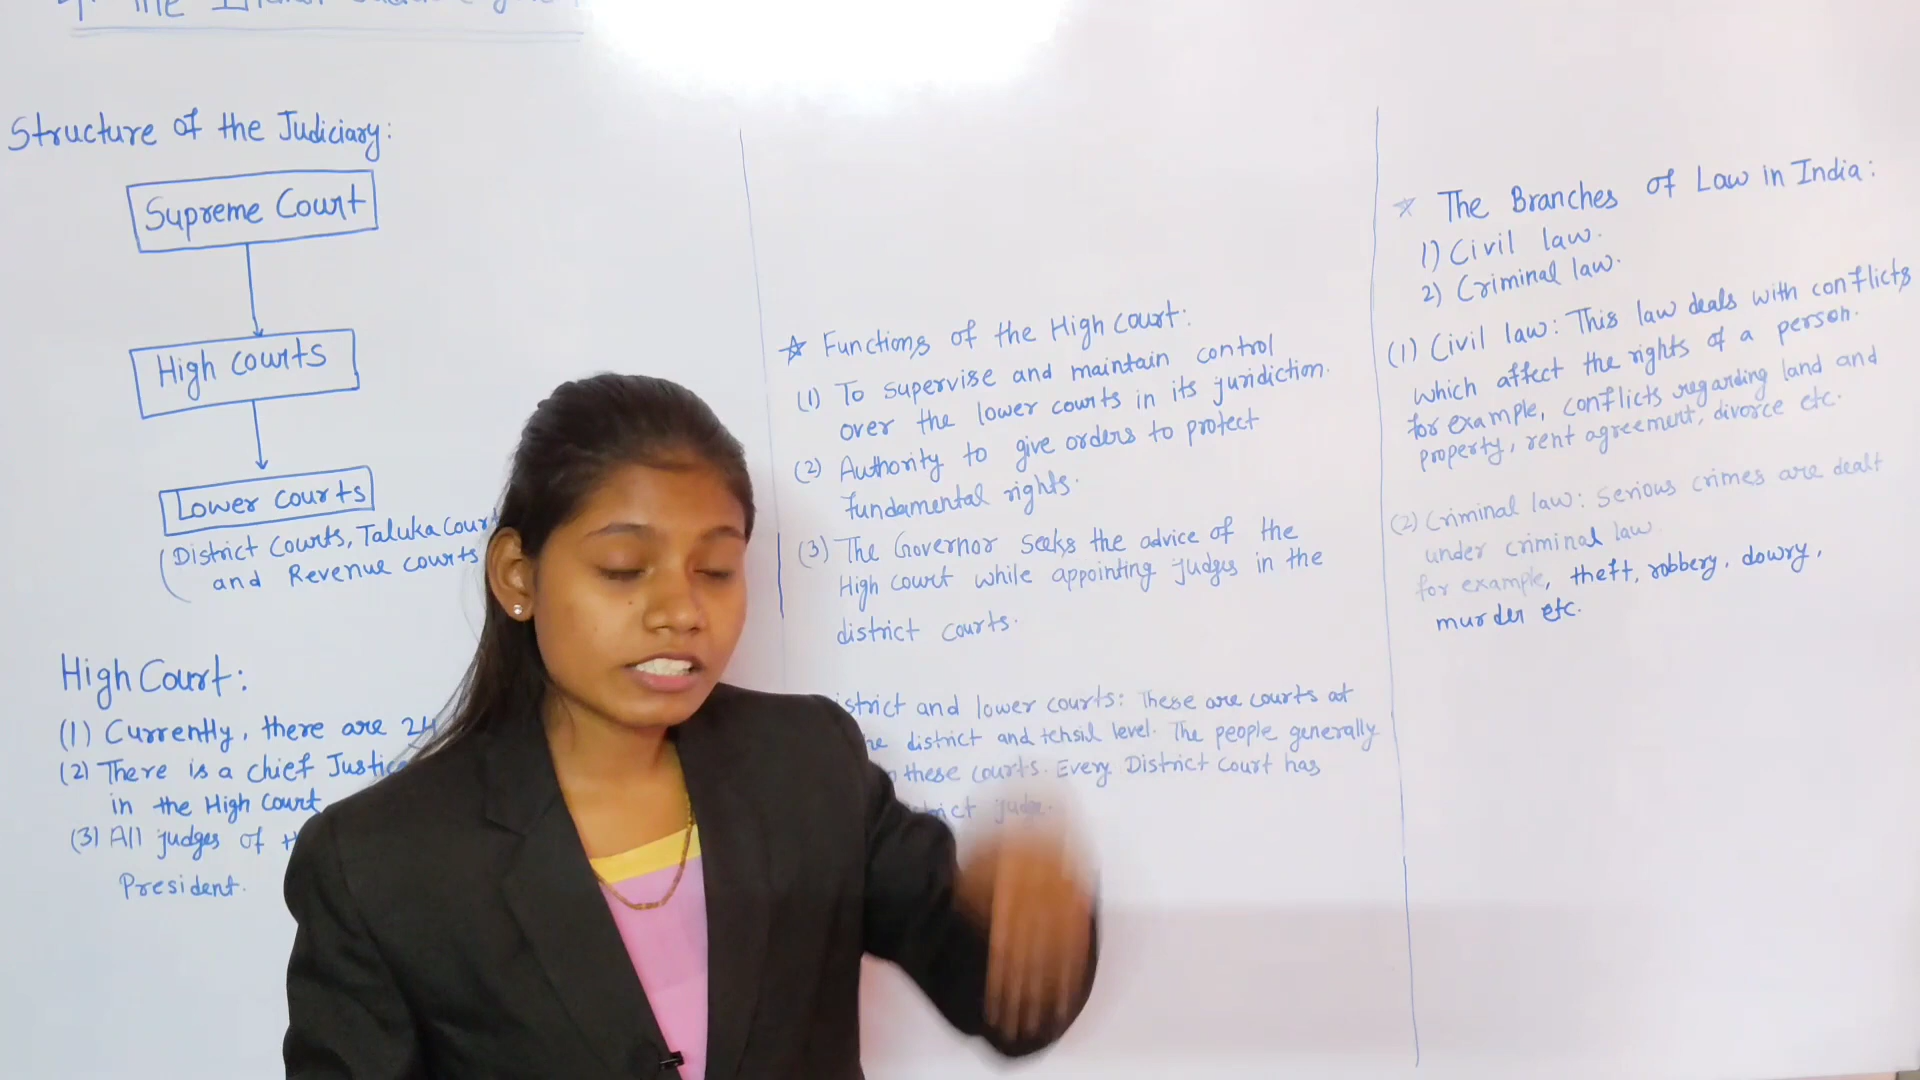 Structure of the Judiciary:
Supreme Court
High Courts
Lower courts
(District Courts, Taluka Court
and Revenue courts
High Court:
(1) Currently, there are 24
(2) There is a chief Justice
in the High Court
(3) All judges of
President.
☆ Functions of the High court:
(1) To supervise and maintain control
over the lower courts in its juridiction.
(2) Authority to give orders to protect
fundamental rights.
(3) The Governor seeks the advice of the
High court while appointing judges in the
district courts.
istrict and lower courts: These are courts at
he district and tehsil level. The people generally
these courts. Every District Court has
trict judge.
☆ The Branches of Law in India:
1) Civil law.
2) Criminal law.
(1) Civil law: This law deals with conflicts
which affect the rights of a person.
for example, conflicts regarding land and
property, rent agreement, divorce etc.
(2) Criminal law: Serious crimes are dealt
under criminal law
for example, theft, robbery, dowry,
murder etc.